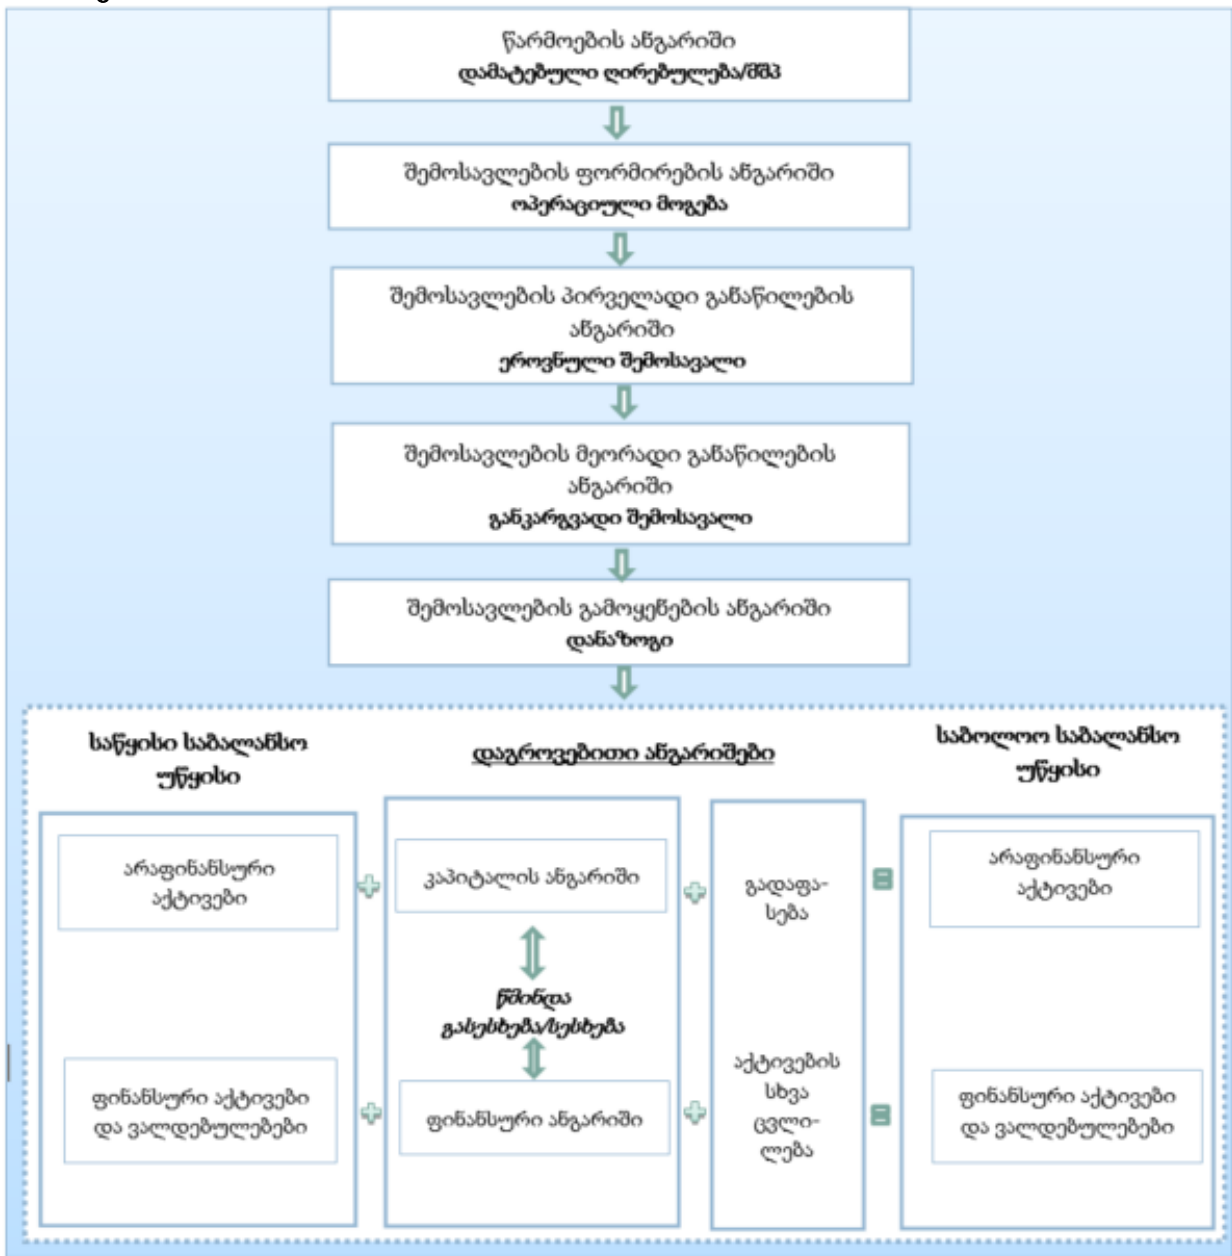 წარმოების ანგარიში
დამატებული ღირებულება/მშპ
შემოსავლების ფორმირების ანგარიში
ოპერაციული მოგება
შემოსავლების პირველადი განაწილების
ანგარიში
ეროვნული შემოსავალი
შემოსავლების მეორადი განაწილების
ანგარიში
განკარგვადი შემოსავალი
შემოსავლების გამოყენების ანგარიში
დანაზოგი
საწყისი საბალანსო
უწყისი
არაფინანსური
აქტივები
ფინანსური აქტივები
და ვალდებულებები
დაგროვებითი ანგარიშები
კაპიტალის ანგარიში
წმინდა
გასესხება/სესხება
ფინანსური ანგარიში
გადაფა-
სება
აქტივების
სხვა
ცვლი-
ლება
საბოლოო საბალანსო
უწყისი
არაფინანსური
აქტივები
ფინანსური აქტივები
და ვალდებულებები